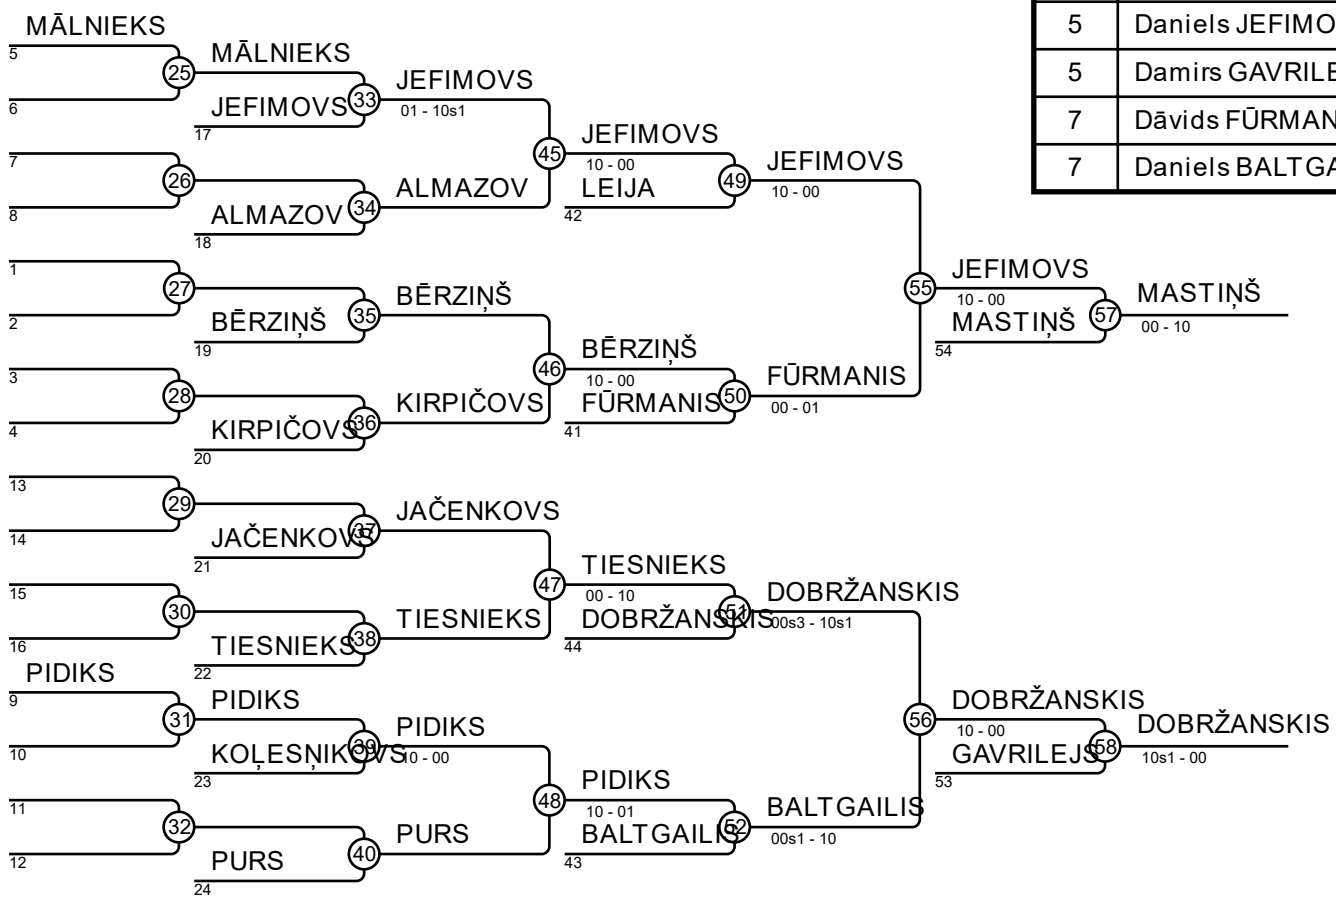 5 Daniels JEFIMO
5 Damirs GAVRILE
7 Dāvids FŪRMAN
7 Daniels BALTGA
MĀLNIEKS
5
25
6
7
26
8
1
27
2
3
28
4
13
29
14
15
30
16
PIDIKS
9
31
10
11
32
12
MĀLNIEKS
JEFIMOVS
33
17
ALMAZOV
34
18
BĒRZIŅŠ
35
19
KIRPIČOVS
36
20
JAČENKOVS
37
21
TIESNIEKS
38
22
PIDIKS
KOĻESŅIKOVS
39
23
PURS
40
24
JEFIMOVS
01 - 10s1
45
ALMAZOV
BĒRZIŅŠ
46
KIRPIČOVS
JAČENKOVS
47
TIESNIEKS
PIDIKS
10 - 00
48
PURS
JEFIMOVS
10 - 00
LEIJA
49
42
BĒRZIŅŠ
10 - 00
FŪRMANIS
50
41
TIESNIEKS
00 - 10
DOBRŽANSKIS
51
44
PIDIKS
10 - 01
BALTGAILIS
52
43
JEFIMOVS
10 - 00
55
FŪRMANIS
00 - 01
DOBRŽANSKIS
00s3 - 10s1
56
BALTGAILIS
00s1 - 10
JEFIMOVS
10 - 00
MASTIŅŠ
57
54
DOBRŽANSKIS
10 - 00
GAVRILEJS
58
53
MASTIŅŠ
00 - 10
DOBRŽANSKIS
10s1 - 00